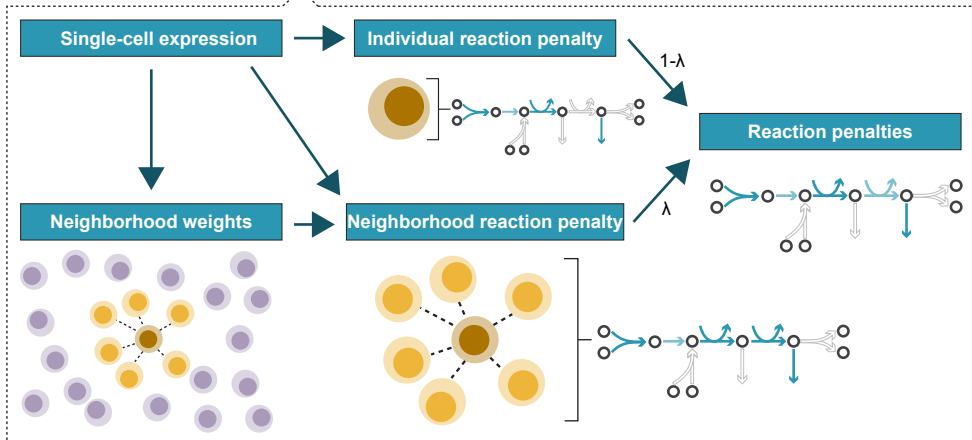 Single-cell expression
Individual reaction penalty
1-λ
Reaction penalties
Neighborhood weights
Neighborhood reaction penalty
λ